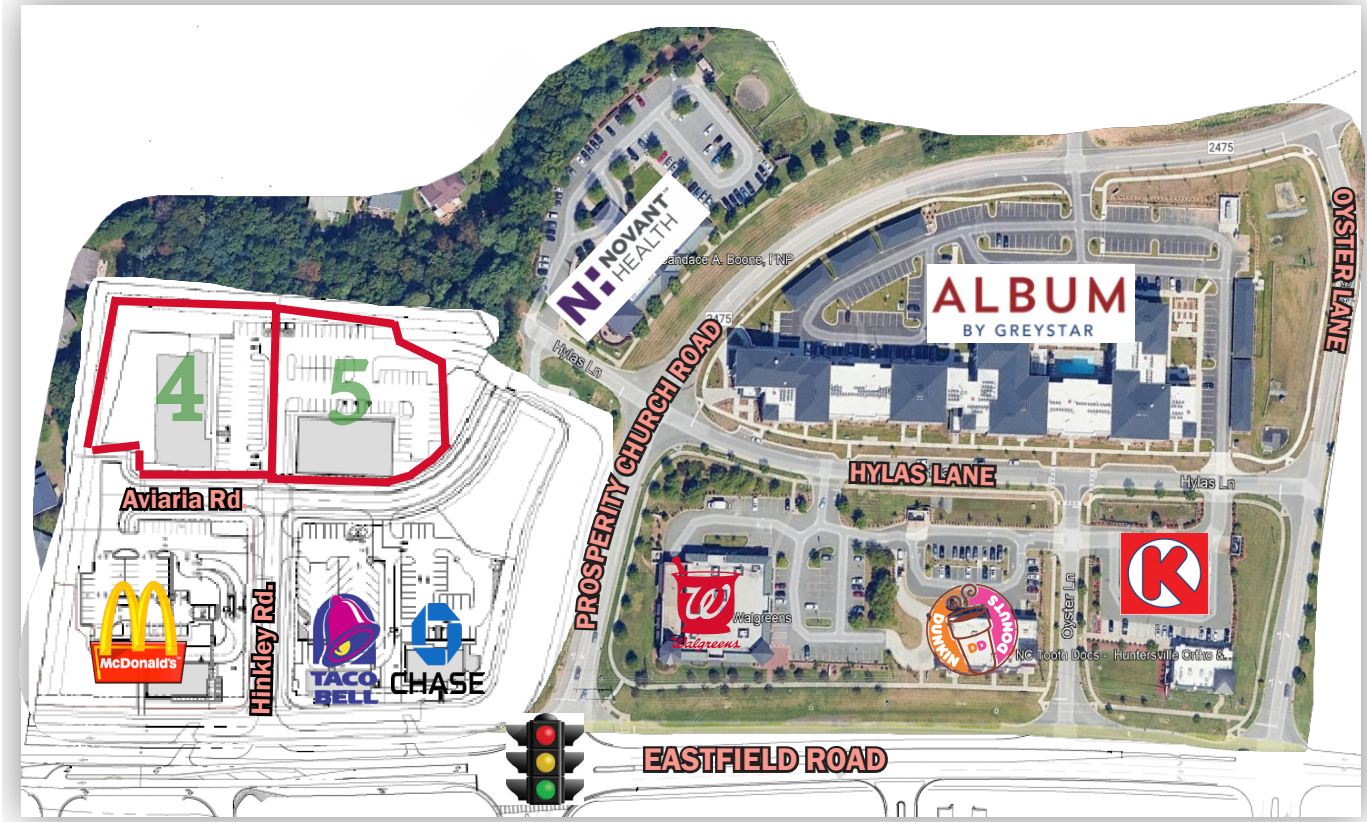 2475
OYSTER LANE
N:
NOVANT
HEALTH
Candace A. Boone, FNP
ALBUM
BY GREYSTAR
2475
Hylas Ln
4
5
PROSPERITY CHURCH ROAD
HYLAS LANE
Hylas Ln
Aviaria Rd
Hinkley Rd.
McDonald's
TACO
BELL
CHASE
W
Walgreens
Walgreens
DUNKIN'
DONUTS
DD
Oyster Ln
K
NC Tooth Docs - Huntersville Ortho &...
EASTFIELD ROAD